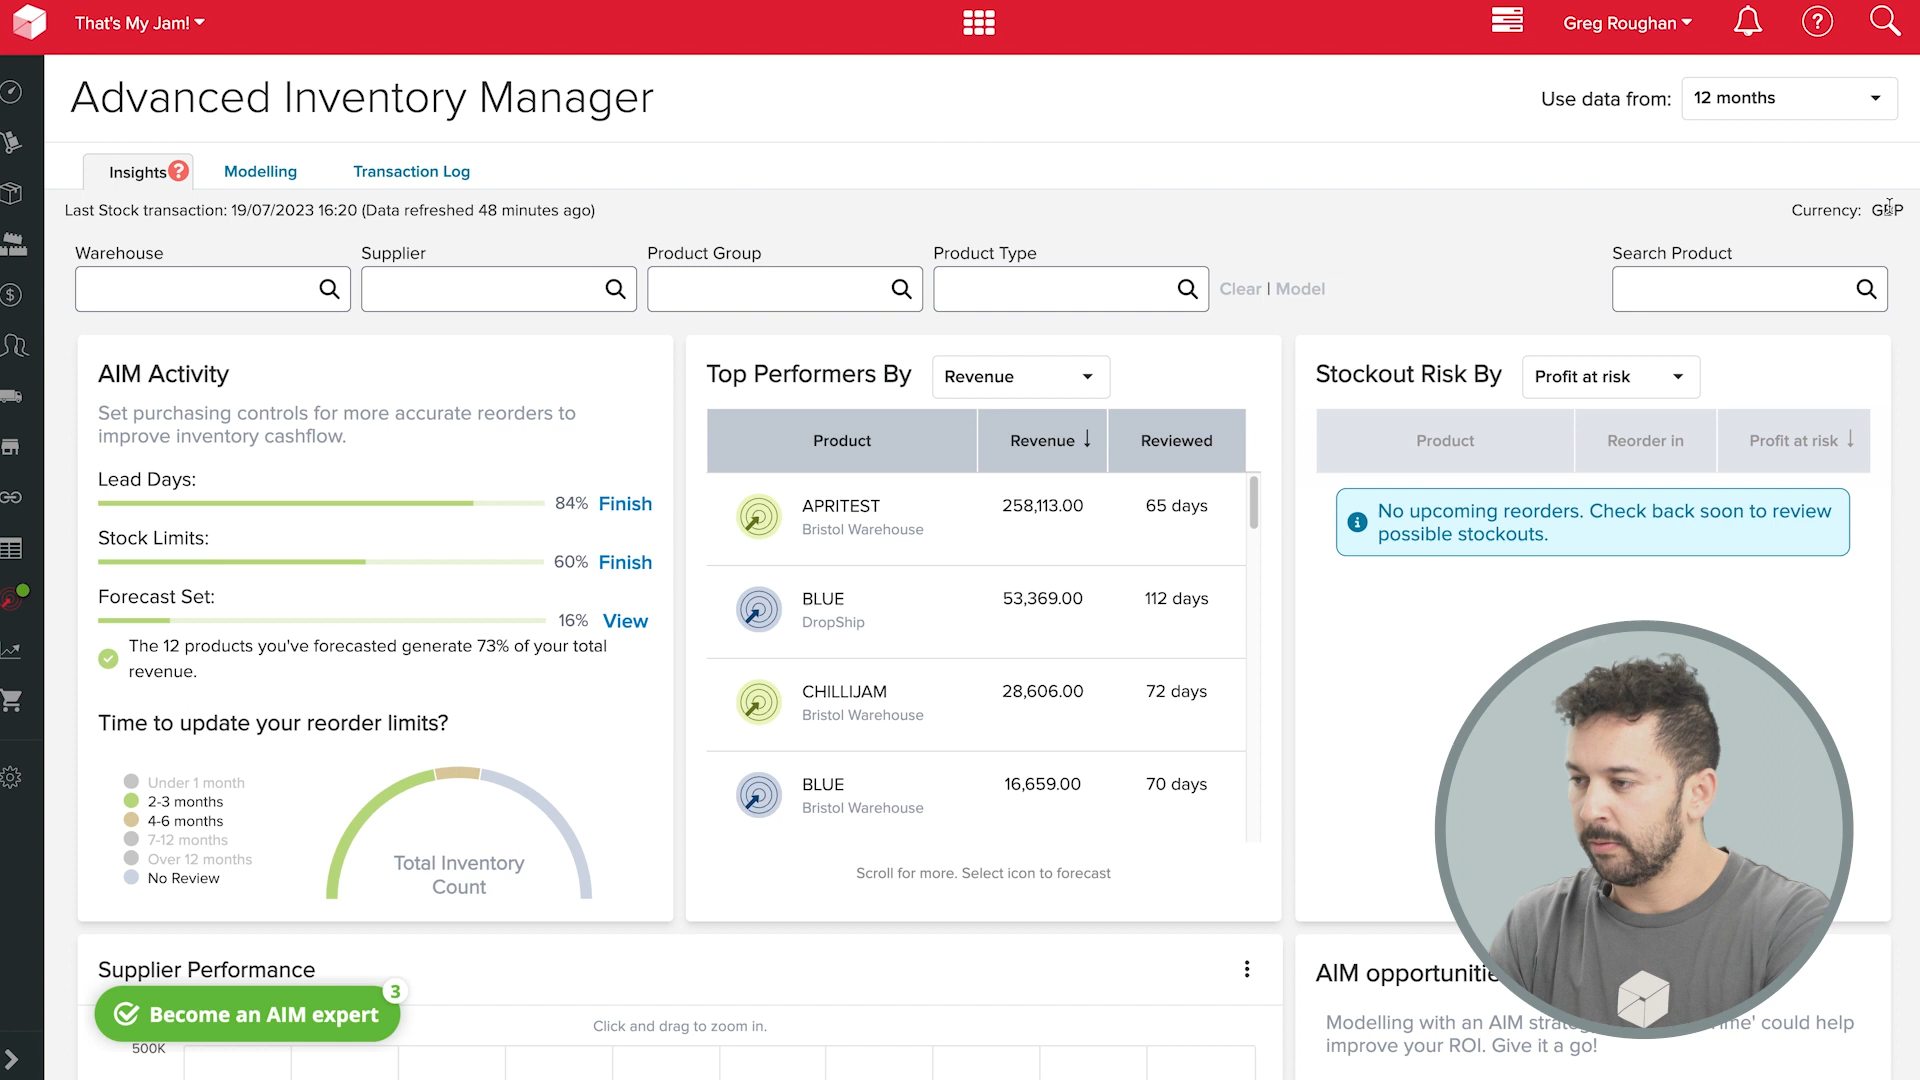 That's My Jam!
Greg Roughan
Advanced Inventory Manager
Use data from: 12 months
Insights ? Modelling Transaction Log
Last Stock transaction: 19/07/2023 16:20 (Data refreshed 48 minutes ago)
Currency: GBP
Warehouse Supplier Product Group Product Type Search Product
Clear | Model
AIM Activity
Set purchasing controls for more accurate reorders to
improve inventory cashflow.
Lead Days:
84% Finish
Stock Limits:
60% Finish
Forecast Set:
16% View
The 12 products you've forecasted generate 73% of your total
revenue.
Time to update your reorder limits?
Under 1 month
2-3 months
4-6 months
7-12 months
Over 12 months
No Review
Total Inventory
Count
Top Performers By Revenue
Product Revenue ↓ Reviewed
APRITEST 258,113.00 65 days
Bristol Warehouse
BLUE 53,369.00 112 days
DropShip
CHILLIJAM 28,606.00 72 days
Bristol Warehouse
BLUE 16,659.00 70 days
Bristol Warehouse
Scroll for more. Select icon to forecast
Stockout Risk By Profit at risk
Product Reorder in Profit at risk ↓
No upcoming reorders. Check back soon to review
possible stockouts.
Supplier Performance
3
Become an AIM expert
Click and drag to zoom in.
500K
AIM
Modelling with an AIM could help
improve your ROI. Give it a go!